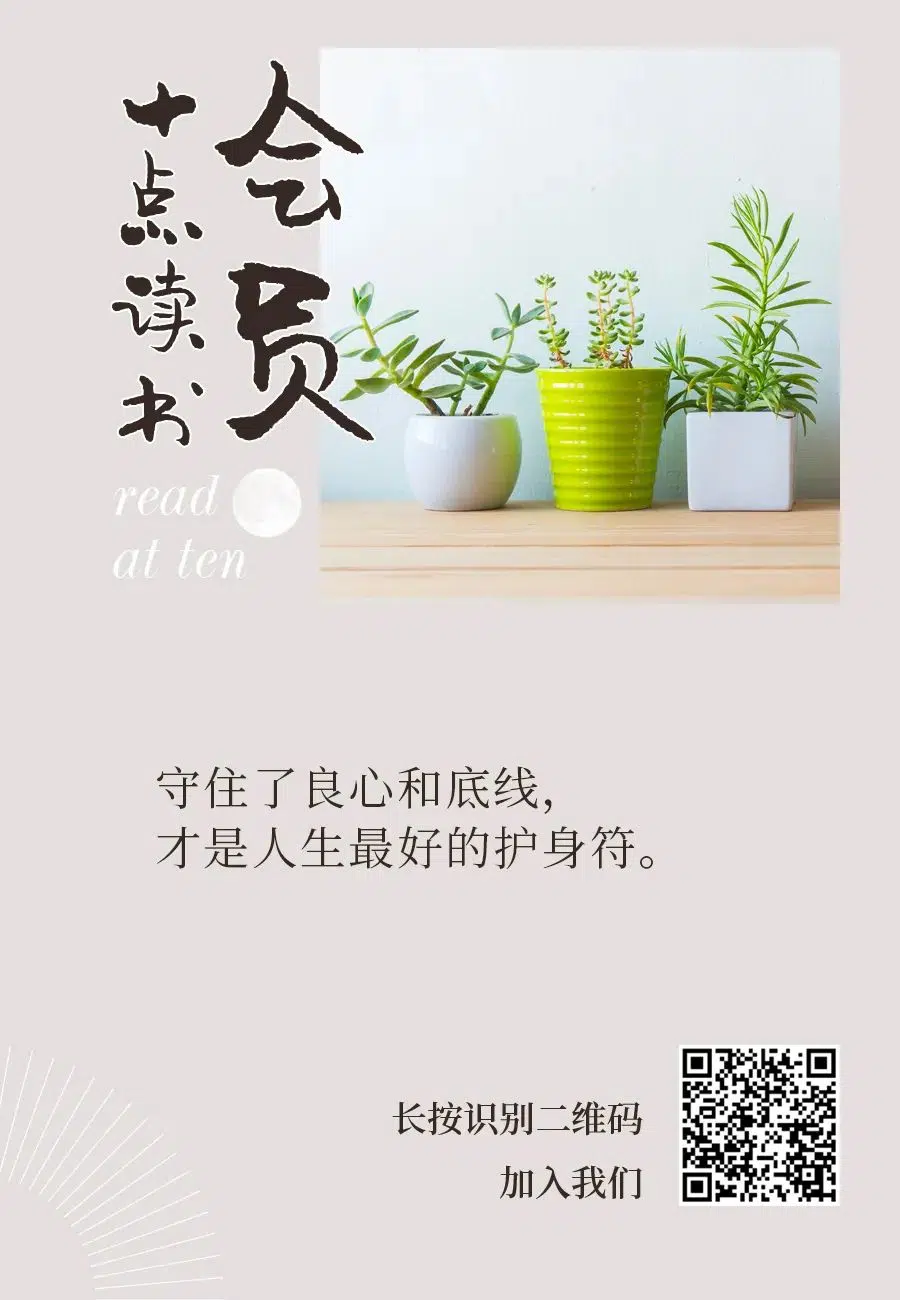 十点读书
会员
read
at ten
守住了良心和底线,
才是人生最好的护身符。
长按识别二维码
加入我们